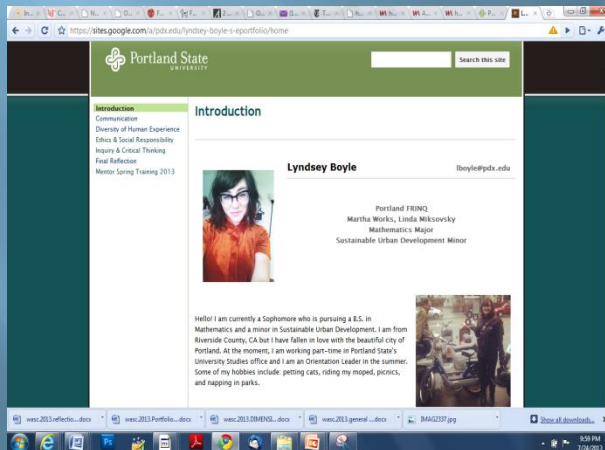 https://sites.google.com/a/pdx.edu/lyndsey-boyle-s-eportfolio/home
Portland State
UNIVERSITY
Search this site
Introduction
Communication
Diversity of Human Experience
Ethics & Social Responsibility
Inquiry & Critical Thinking
Final Reflection
Mentor Spring Training 2013
Introduction
Lyndsey Boyle
lboyle@pdx.edu
Portland FRINQ
Martha Works, Linda Miksovsky
Mathematics Major
Sustainable Urban Development Minor
Hello! I am currently a Sophomore who is pursuing a B.S. in
Mathematics and a minor in Sustainable Urban Development. I am from
Riverside County, CA but I have fallen in love with the beautiful city of
Portland. At the moment, I am working part-time in Portland State's
University Studies office and I am an Orientation Leader in the summer.
Some of my hobbies include: petting cats, riding my moped, picnics,
and napping in parks.
wasc.2013.reflectio....docx
wasc.2013.Portfolio....docx
wasc.2013.DIMENSI....docx
wasc.2013.general ....docx
IMAG2337.jpg
Show all downloads...
9:59 PM
7/24/2013